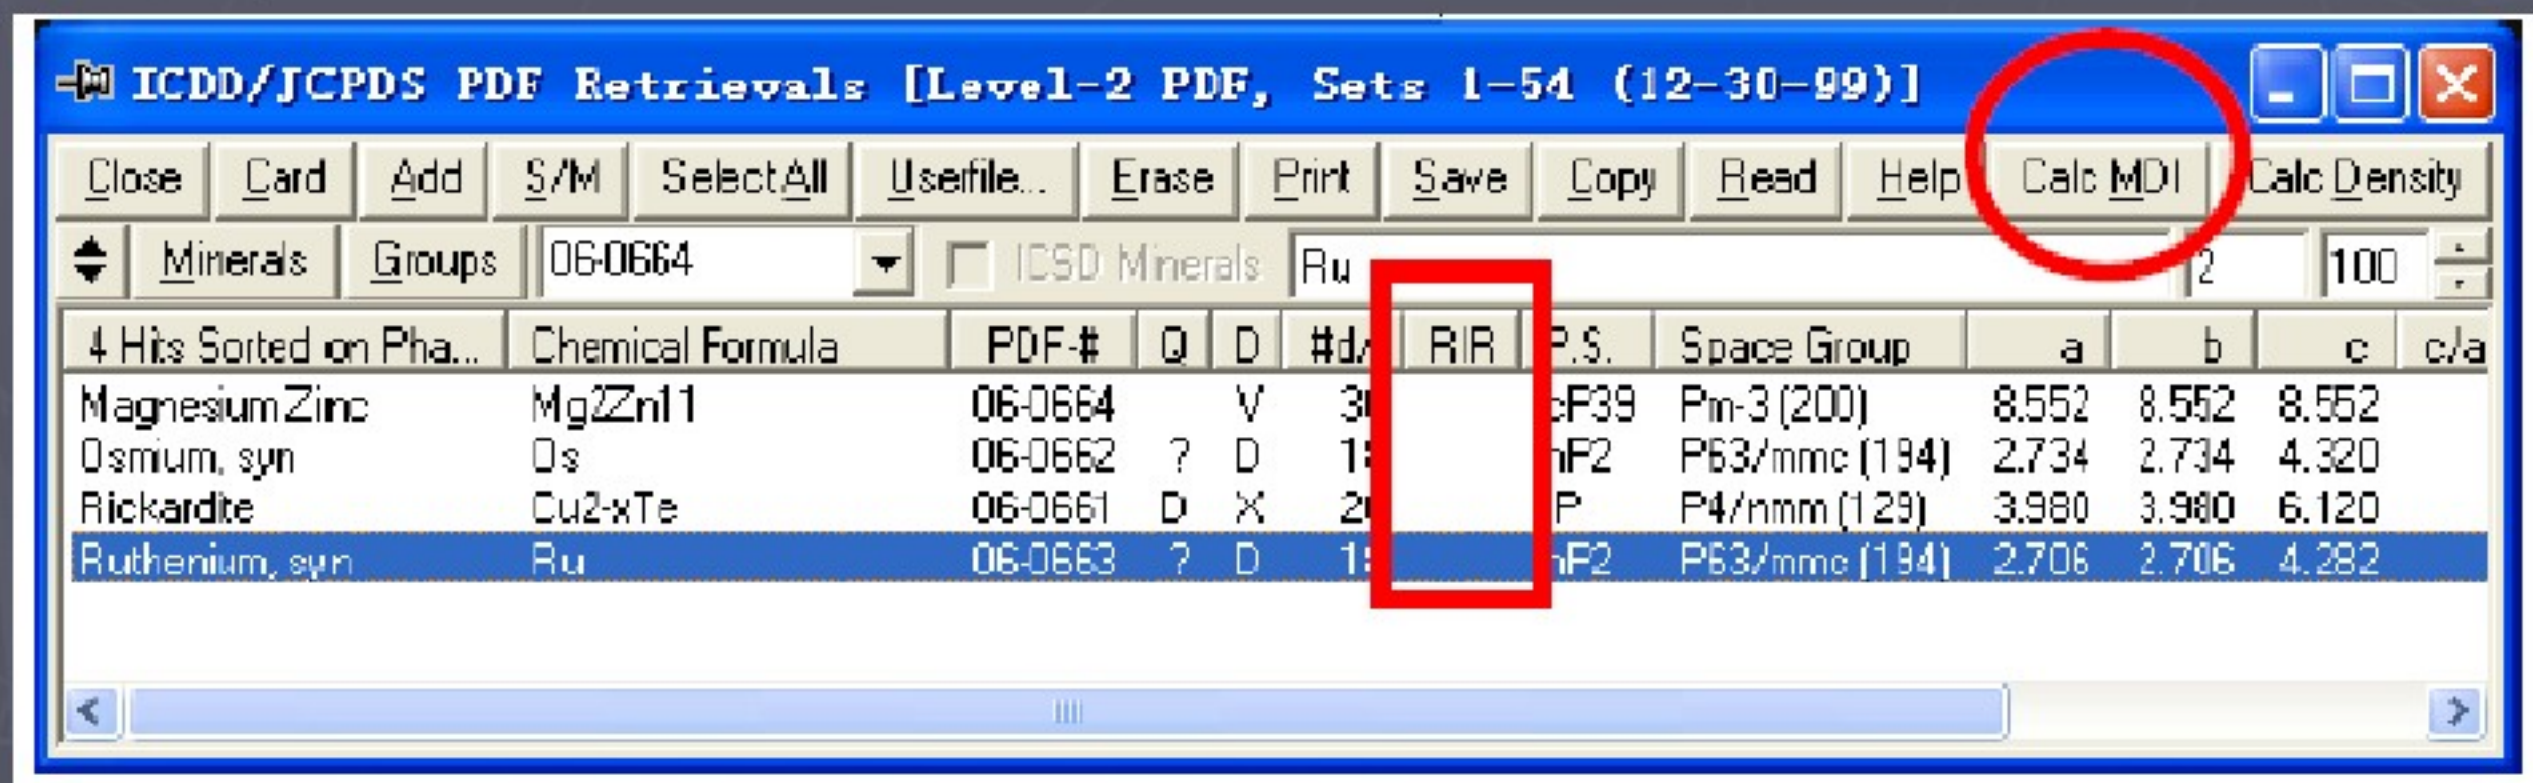 ICDD/JCPDS PDF Retrievals [Level-2 PDF, Sets 1-54 (12-30-99)]
Close Card Add S/M Select All Userfile... Erase Print Save Copy Read Help Calc MDI Calc Density
Minerals Groups 06-0664 ICSD Minerals Ru 2 100
4 Hits Sorted on Pha... Chemical Formula PDF-# Q D #d/ RIR P.S. Space Group a b c c/a
Magnesium Zinc Mg2Zn11 06-0664 V cP39 Pm-3 (200) 8.552 8.552 8.552
Osmium, syn Os 06-0662 ? D hP2 P63/mmc (194) 2.734 2.734 4.320
Rickardite Cu2-xTe 06-0661 D X P P4/nmm (129) 3.980 3.980 6.120
Ruthenium, syn Ru 06-0663 ? D hP2 P63/mmc (194) 2.706 2.706 4.282